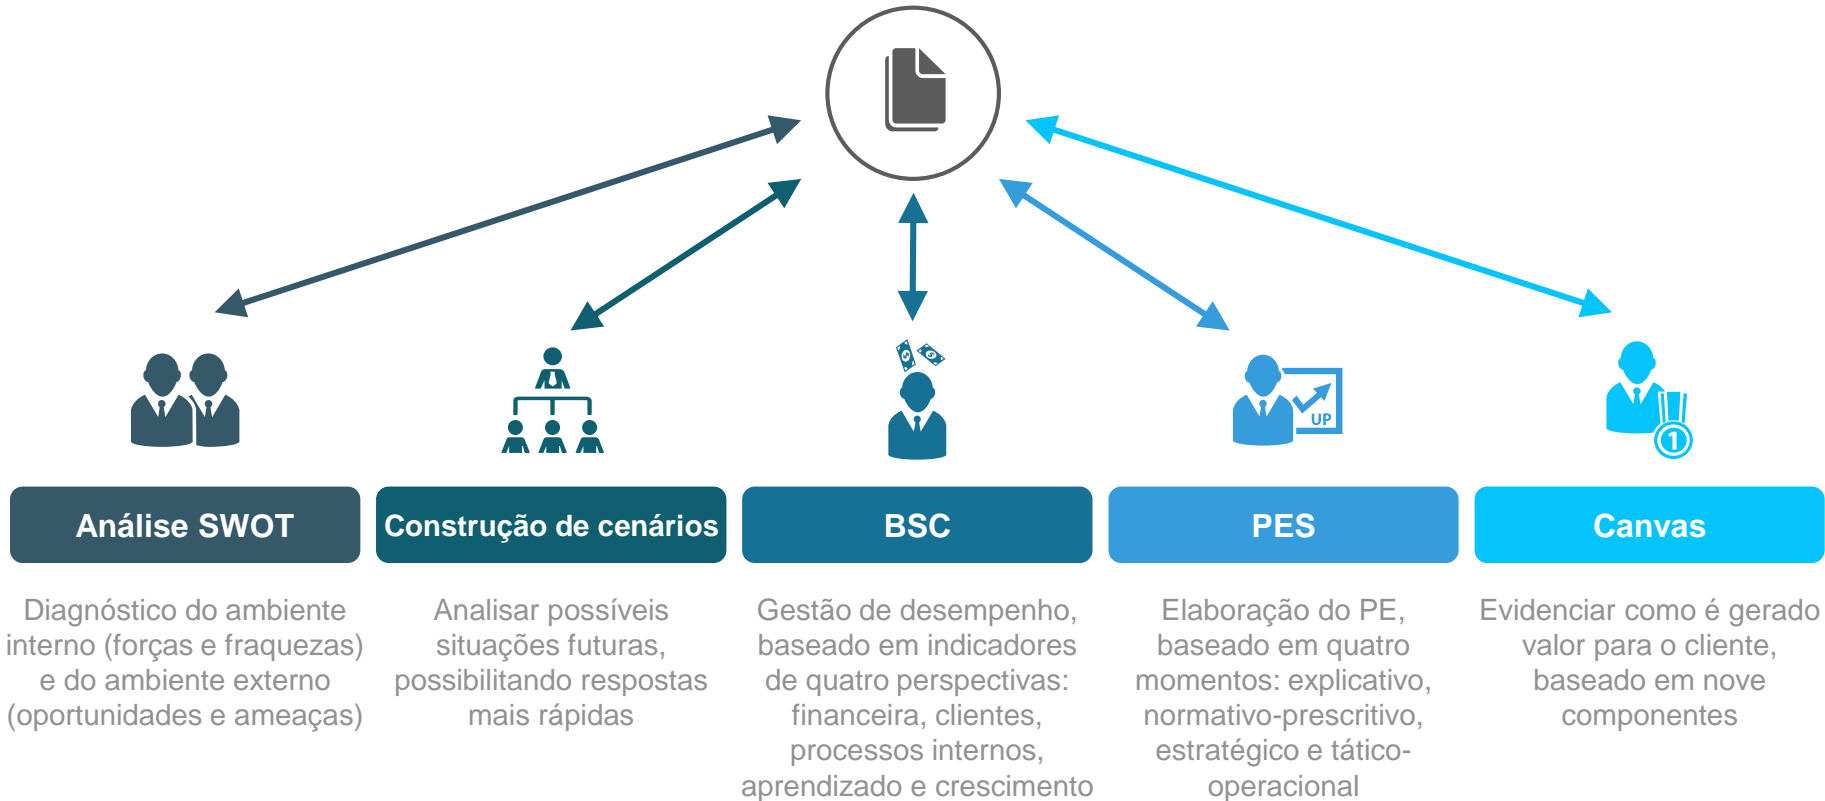 UP
1
Análise SWOT
Diagnóstico do ambiente
interno (forças e fraquezas)
e do ambiente externo
(oportunidades e ameaças)
Construção de cenários
Analisar possíveis
situações futuras,
possibilitando respostas
mais rápidas
BSC
Gestão de desempenho,
baseado em indicadores
de quatro perspectivas:
financeira, clientes,
processos internos,
aprendizado e crescimento
PES
Elaboração do PE,
baseado em quatro
momentos: explicativo,
normativo-prescritivo,
estratégico e tático-
operacional
Canvas
Evidenciar como é gerado
valor para o cliente,
baseado em nove
componentes